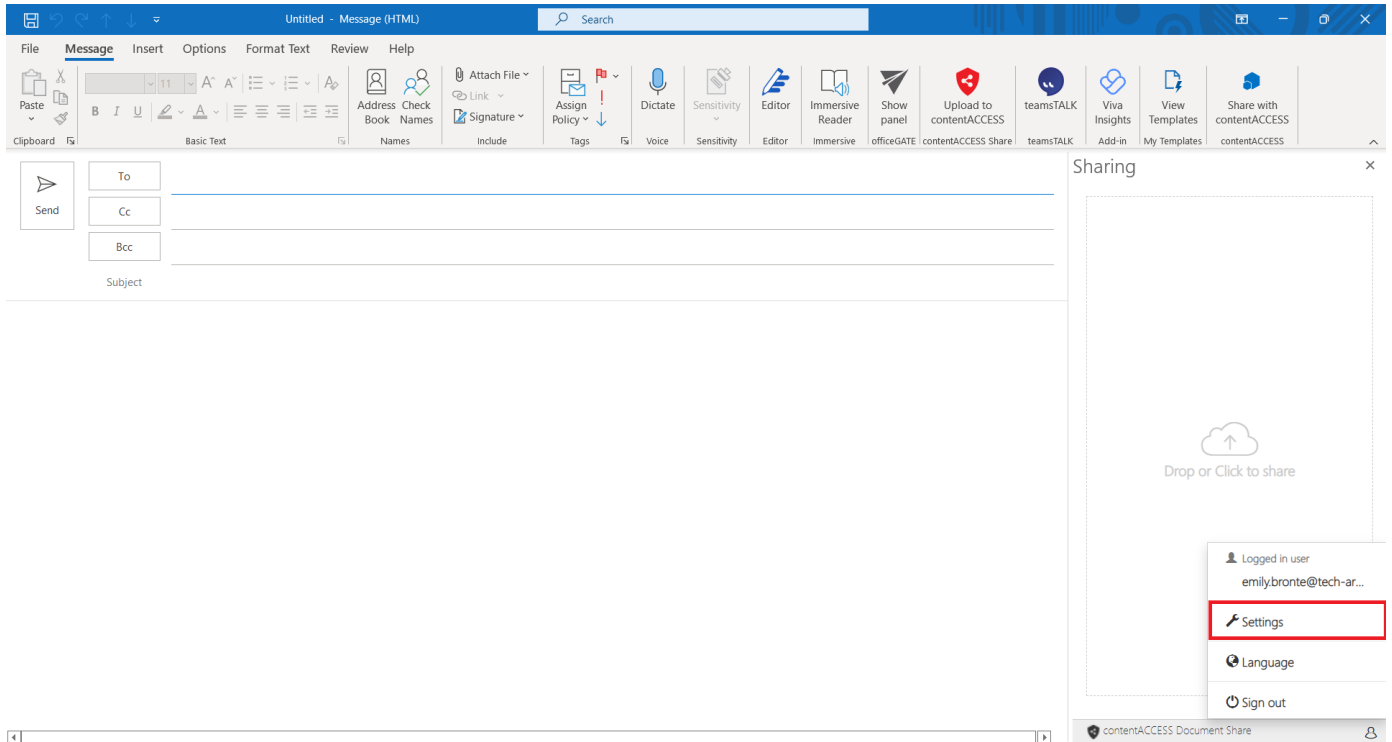 Untitled - Message (HTML)
Search
File Message Insert Options Format Text Review Help
Paste
Clipboard
11
B I U
A
Basic Text
Address Book
Check Names
Names
Attach File
Link
Signature
Include
Assign Policy
Tags
Dictate
Voice
Sensitivity
Sensitivity
Editor
Editor
Immersive Reader
Immersive
Show panel
officeGATE
Upload to contentACCESS
contentACCESS Share
teamsTALK
teamsTALK
Viva Insights
Add-in
View Templates
My Templates
Share with contentACCESS
contentACCESS
Send
To
Cc
Bcc
Subject
Sharing
Drop or Click to share
Logged in user
emily.bronte@tech-ar...
Settings
Language
Sign out
contentACCESS Document Share